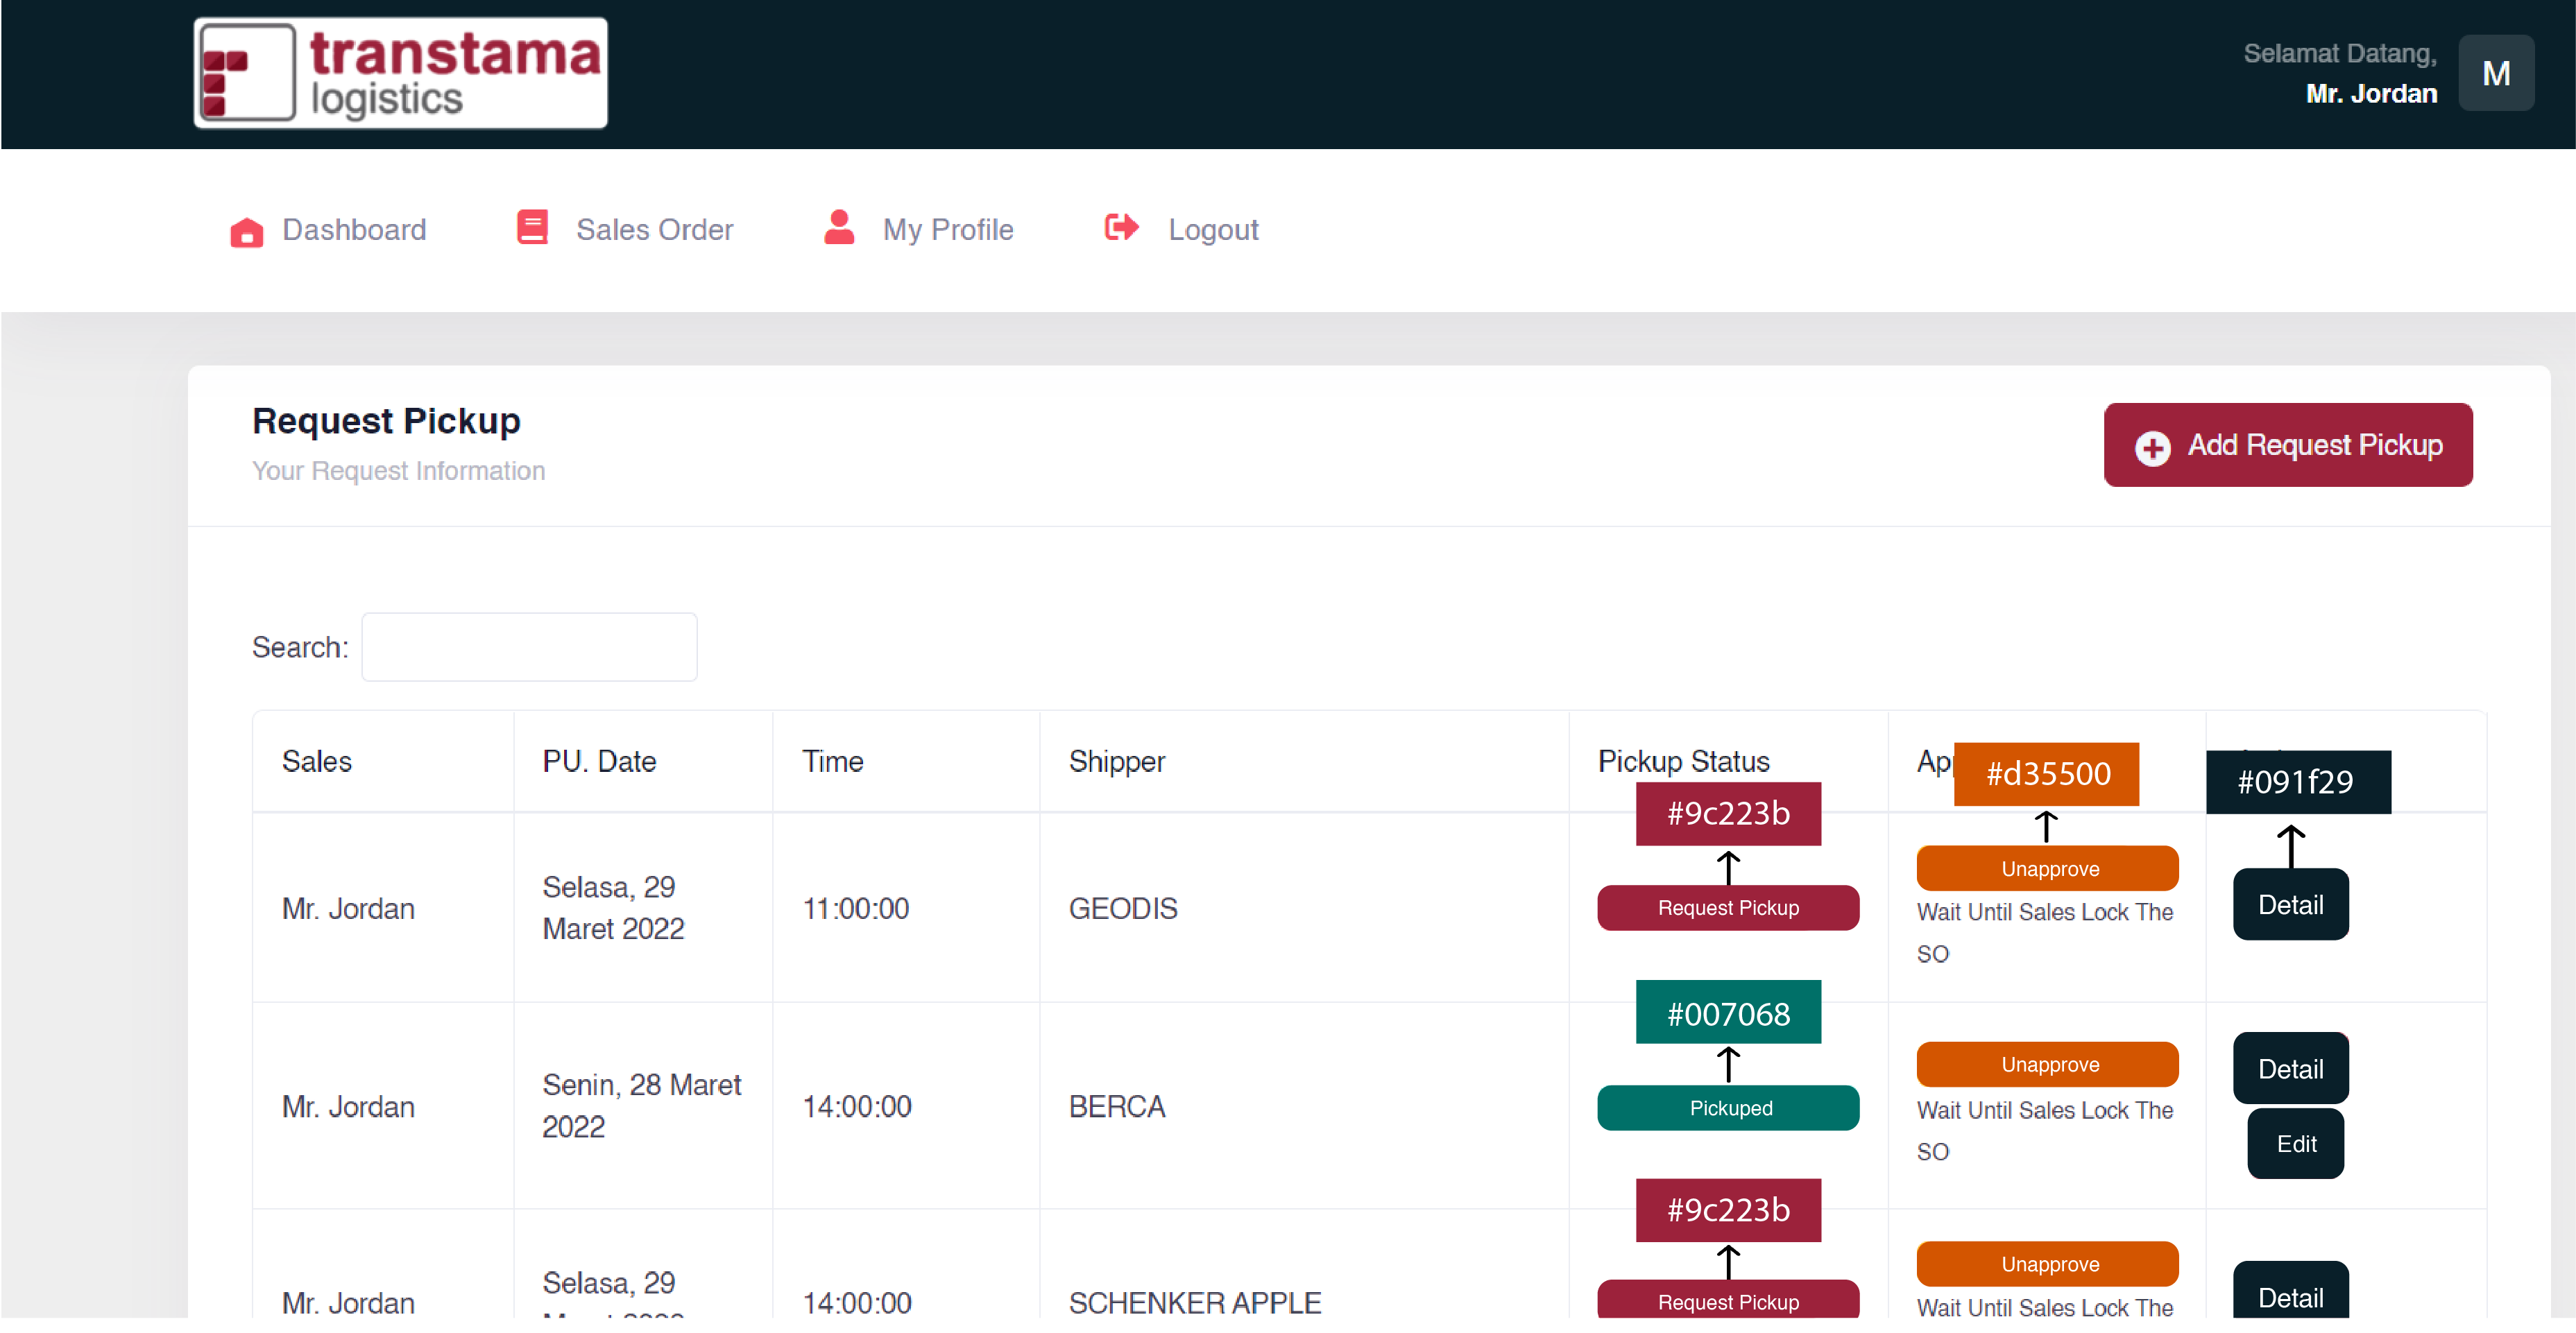 transtama
logistics
Selamat Datang,
Mr. Jordan
M
Dashboard
Sales Order
My Profile
Logout
Request Pickup
Your Request Information
Add Request Pickup
Search:
Sales
PU. Date
Time
Shipper
Pickup Status
#d35500
#091f29
#9c223b
Mr. Jordan
Selasa, 29
Maret 2022
11:00:00
GEODIS
Request Pickup
Unapprove
Wait Until Sales Lock The
SO
Detail
#007068
Mr. Jordan
Senin, 28 Maret
2022
14:00:00
BERCA
Pickuped
Unapprove
Wait Until Sales Lock The
SO
Detail
Edit
#9c223b
Mr. Jordan
Selasa, 29
14:00:00
SCHENKER APPLE
Request Pickup
Unapprove
Wait Until Sales Lock The
Detail